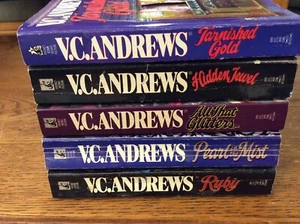 V.C. ANDREWS Tarnished
Gold
V.C. ANDREWS Hidden Jewel
V.C. ANDREWS All That
Glitters
V.C. ANDREWS Pearl in the Mist
V.C. ANDREWS Ruby